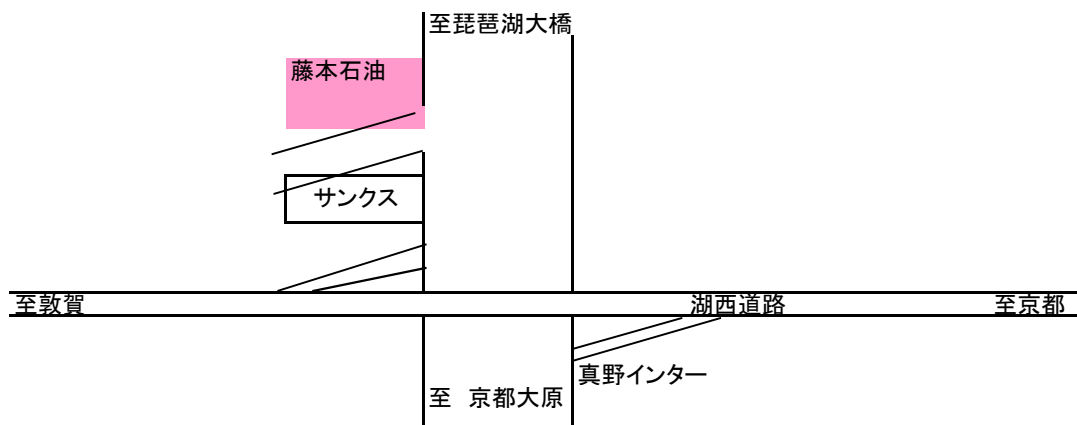 至琵琶湖大橋
藤本石油
サンクス
至敦賀
湖西道路
至京都
真野インター
至 京都大原